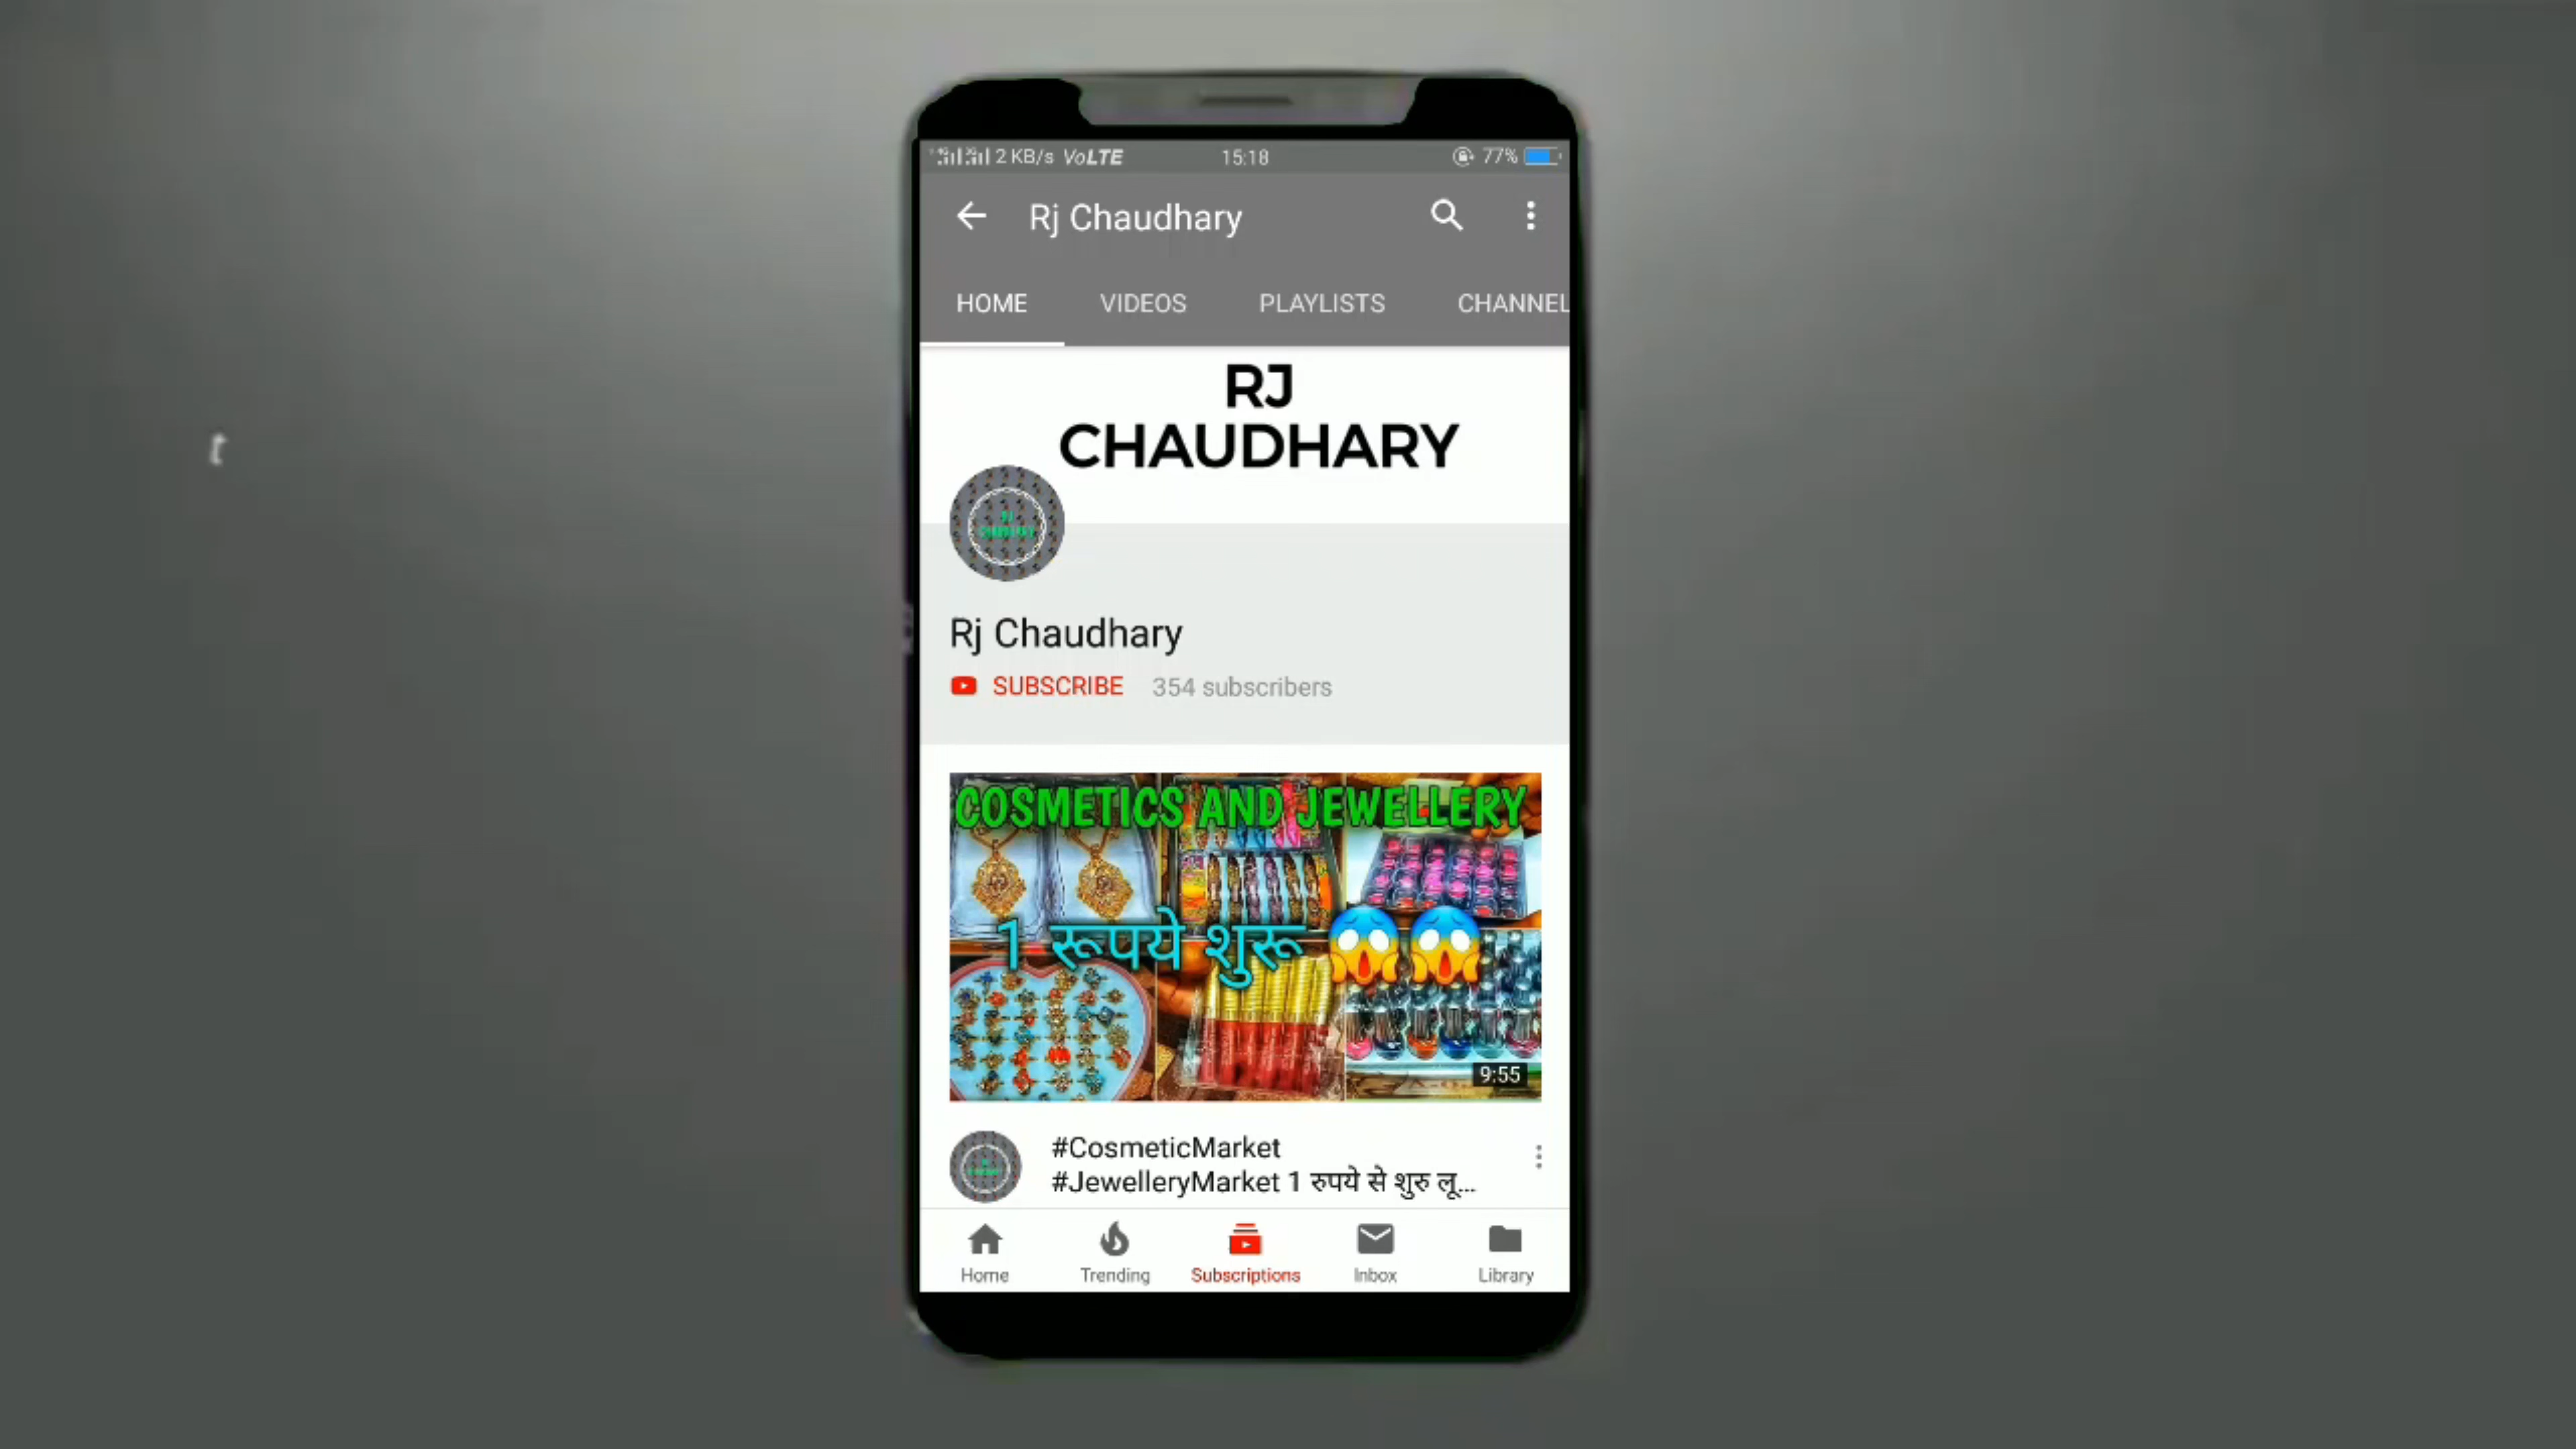 2 KB/s VoLTE 15:18 77%
Rj Chaudhary
HOME VIDEOS PLAYLISTS CHANNEL
RJ
CHAUDHARY
Rj Chaudhary
SUBSCRIBE 354 subscribers
COSMETICS AND JEWELLERY
1 रूपये शुरू
9:55
#CosmeticMarket
#JewelleryMarket 1 रुपये से शुरु लू...
Home Trending Subscriptions Inbox Library
t